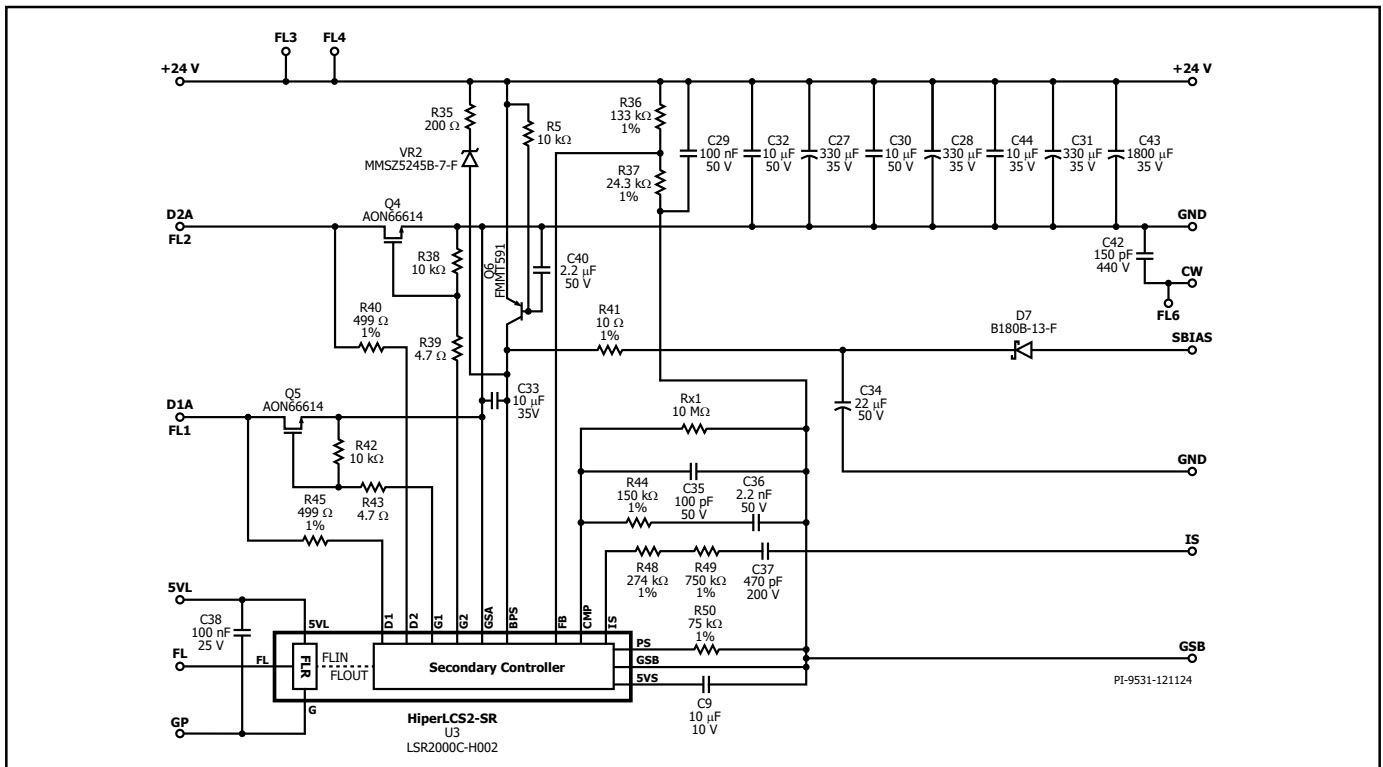 FL3
FL4
+24 V
+24 V
R35
200 Ω
VR2
MMSZ5245B-7-F
R5
10 kΩ
R36
133 kΩ
1%
R37
24.3 kΩ
1%
C29
100 nF
50 V
C32
10 μF
50 V
C27
330 μF
35 V
C30
10 μF
50 V
C28
330 μF
35 V
C44
10 μF
35 V
C31
330 μF
35 V
C43
1800 μF
35 V
D2A
FL2
Q4
AON66614
GND
R38
10 kΩ
Q6
FMMT591
C40
2.2 μF
50 V
C42
150 pF
440 V
CW
FL6
R40
499 Ω
1%
R39
4.7 Ω
R41
10 Ω
1%
D7
B180B-13-F
SBIAS
D1A
FL1
Q5
AON66614
C33
10 μF
35V
C34
22 μF
50 V
Rx1
10 MΩ
R42
10 kΩ
GND
R45
499 Ω
1%
R43
4.7 Ω
R44
150 kΩ
1%
C35
100 pF
50 V
C36
2.2 nF
50 V
IS
R48
274 kΩ
1%
R49
750 kΩ
1%
C37
470 pF
200 V
5VL
C38
100 nF
25 V
5VL
D1
D2
G1
G2
GSA
BPS
FB
CMP
IS
R50
75 kΩ
1%
PS
GSB
5VS
GSB
FL
FL
FLR
FLIN
FLOUT
Secondary Controller
PI-9531-121124
G
GP
C9
10 μF
10 V
HiperLCS2-SR
U3
LSR2000C-H002